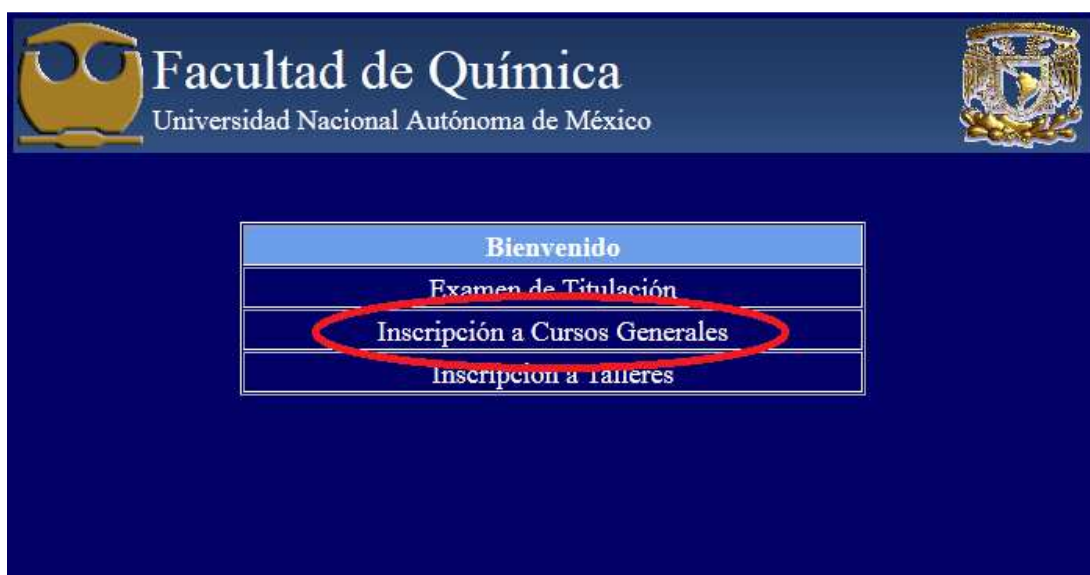 Facultad de Química
Universidad Nacional Autónoma de México
Bienvenido
Examen de Titulación
Inscripción a Cursos Generales
Inscripción a Talleres